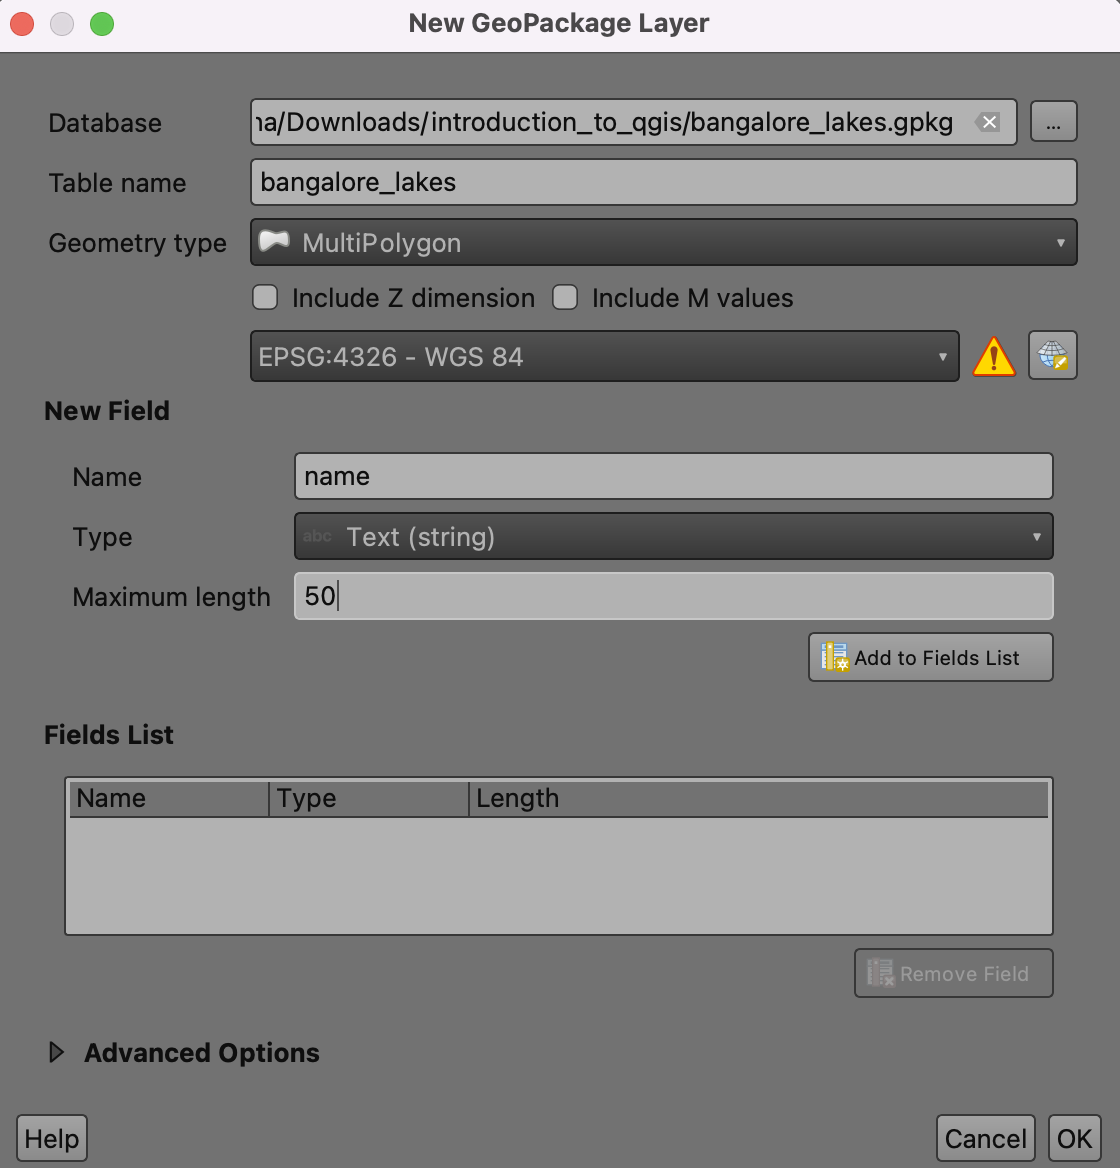 New GeoPackage Layer
Database
na/Downloads/introduction_to_qgis/bangalore_lakes.gpkg
...
Table name
bangalore_lakes
Geometry type
MultiPolygon
Include Z dimension
Include M values
EPSG:4326 - WGS 84
New Field
Name
name
Type
abc Text (string)
Maximum length
50
Add to Fields List
Fields List
Name Type Length
Remove Field
Advanced Options
Help
Cancel
OK